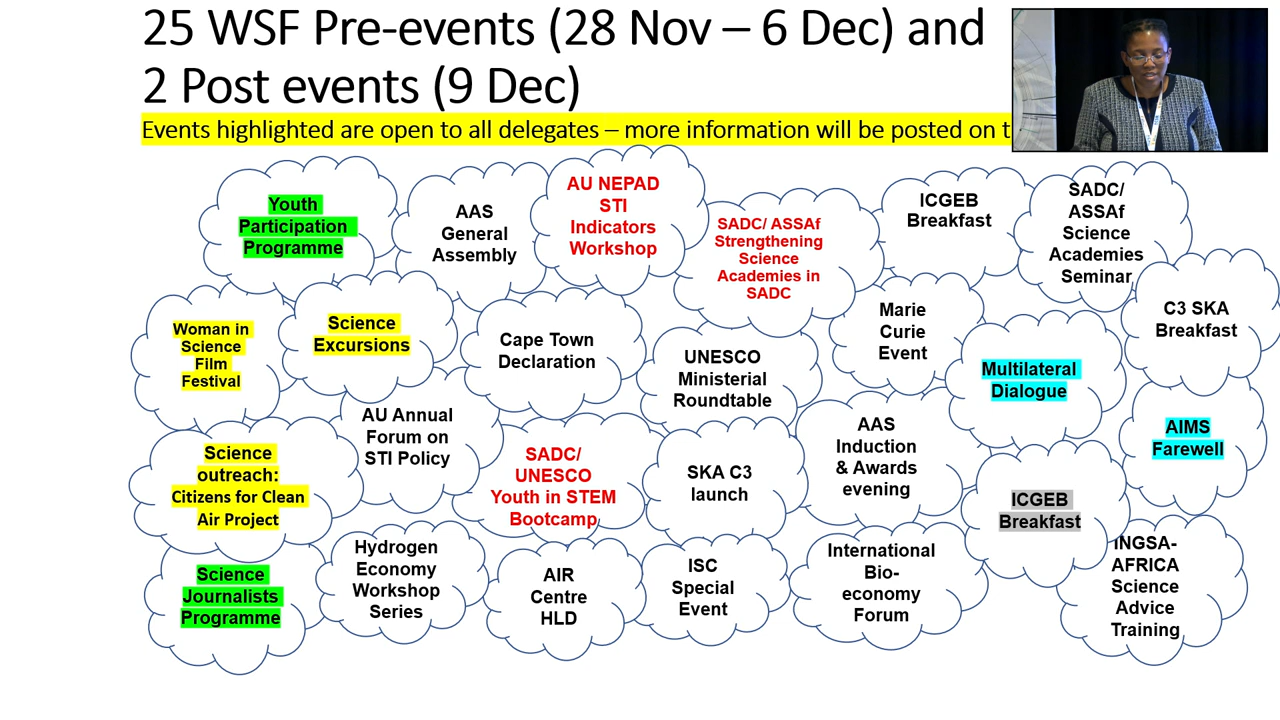 25 WSF Pre-events (28 Nov – 6 Dec) and
2 Post events (9 Dec)
Events highlighted are open to all delegates – more information will be posted on t
Youth
Participation
Programme
AAS
General
Assembly
AU NEPAD
STI
Indicators
Workshop
SADC/ ASSAf
Strengthening
Science
Academies in
SADC
ICGEB
Breakfast
SADC/
ASSAf
Science
Academies
Seminar
Woman in
Science
Film
Festival
Science
Excursions
Cape Town
Declaration
UNESCO
Ministerial
Roundtable
Marie
Curie
Event
Multilateral
Dialogue
C3 SKA
Breakfast
Science
outreach:
Citizens for Clean
Air Project
AU Annual
Forum on
STI Policy
SADC/
UNESCO
Youth in STEM
Bootcamp
SKA C3
launch
AAS
Induction
& Awards
evening
ICGEB
Breakfast
AIMS
Farewell
Science
Journalists
Programme
Hydrogen
Economy
Workshop
Series
AIR
Centre
HLD
ISC
Special
Event
International
Bio-
economy
Forum
INGSA-
AFRICA
Science
Advice
Training